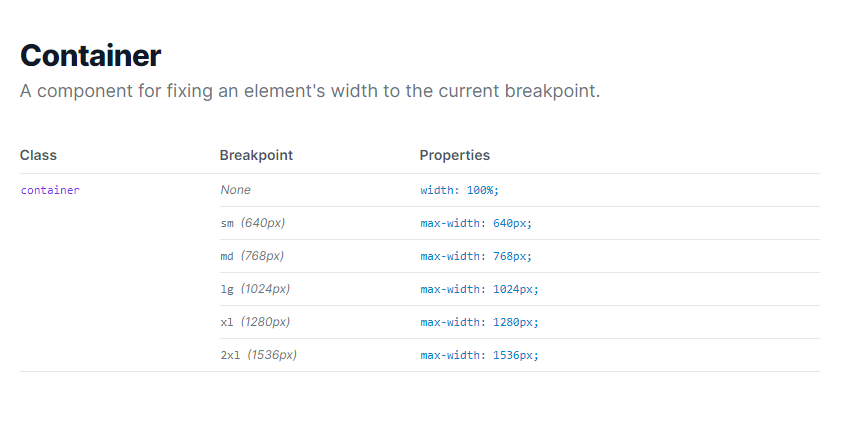 Container
A component for fixing an element's width to the current breakpoint.
Class Breakpoint Properties
container None width: 100%;
sm (640px) max-width: 640px;
md (768px) max-width: 768px;
lg (1024px) max-width: 1024px;
xl (1280px) max-width: 1280px;
2xl (1536px) max-width: 1536px;